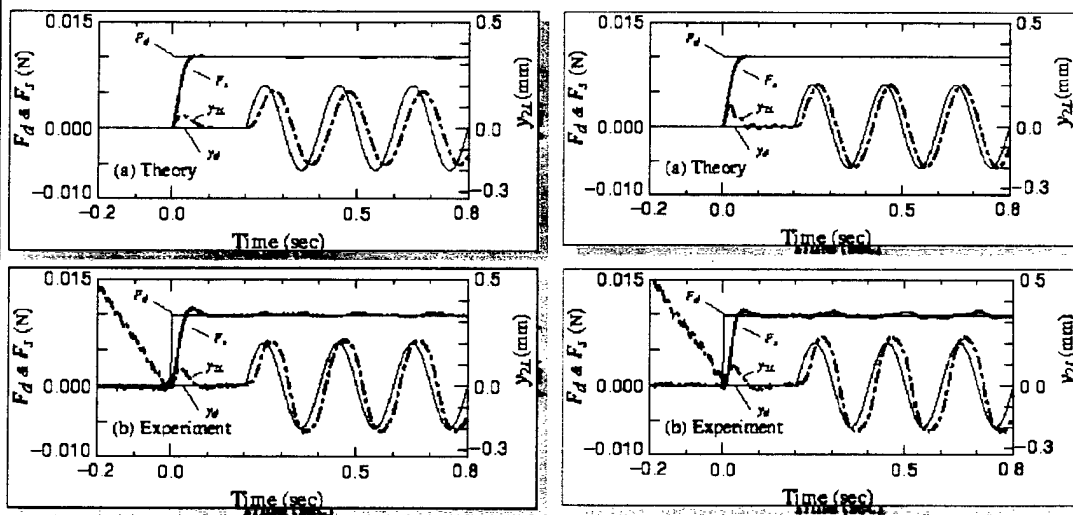 0.015
0.5
F_d
F_s
F_d & F_s (N)
y_2L
0.000
0.0
y_2L (mm)
y_d
(a) Theory
-0.010
-0.3
-0.2
0.0
0.5
0.8
Time (sec)
0.015
0.5
F_d
F_s
F_d & F_s (N)
y_2L
0.000
0.0
y_2L (mm)
y_d
(a) Theory
-0.010
-0.3
-0.2
0.0
0.5
0.8
Time (sec)
0.015
0.5
F_d
F_s
F_d & F_s (N)
y_2L
0.000
0.0
y_2L (mm)
y_d
(b) Experiment
-0.010
-0.3
-0.2
0.0
0.5
0.8
Time (sec)
0.015
0.5
F_d
F_s
F_d & F_s (N)
y_2L
0.000
0.0
y_2L (mm)
y_d
(b) Experiment
-0.010
-0.3
-0.2
0.0
0.5
0.8
Time (sec)